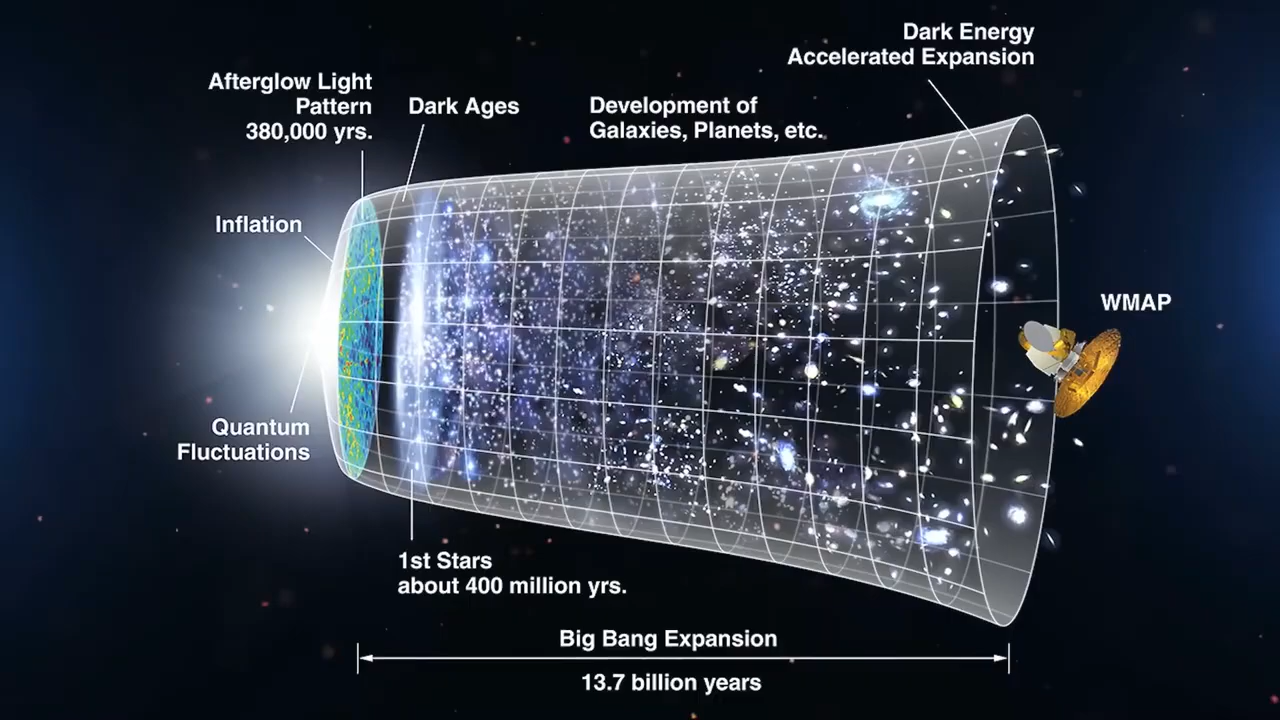 Dark Energy
Accelerated Expansion
Afterglow Light
Pattern
380,000 yrs.
Dark Ages
Development of
Galaxies, Planets, etc.
Inflation
WMAP
Quantum
Fluctuations
1st Stars
about 400 million yrs.
Big Bang Expansion
13.7 billion years